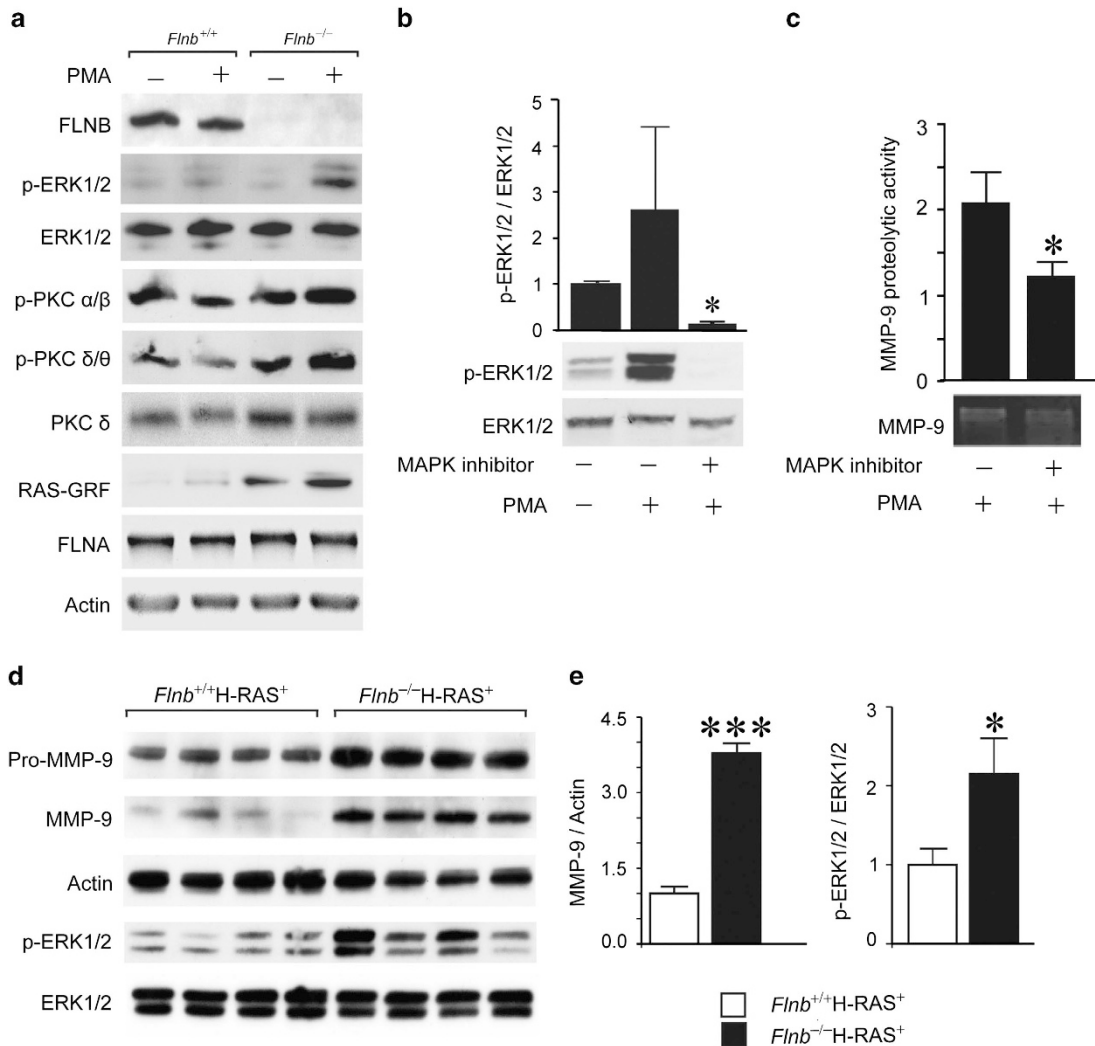 a
Flnb+/+ Flnb−/−
PMA − + − +
FLNB
p-ERK1/2
ERK1/2
p-PKC α/β
p-PKC δ/θ
PKC δ
RAS-GRF
FLNA
Actin
b
p-ERK1/2 / ERK1/2
5
4
3
2
1
0
*
p-ERK1/2
ERK1/2
MAPK inhibitor − − +
PMA − + +
c
MMP-9 proteolytic activity
3
2
1
0
*
MMP-9
MAPK inhibitor − +
PMA + +
d
Flnb+/+H-RAS+ Flnb−/−H-RAS+
Pro-MMP-9
MMP-9
Actin
p-ERK1/2
ERK1/2
e
MMP-9 / Actin
4.5
3.0
1.5
0.0
***
p-ERK1/2 / ERK1/2
3
2
1
0
*
Flnb+/+H-RAS+
Flnb−/−H-RAS+